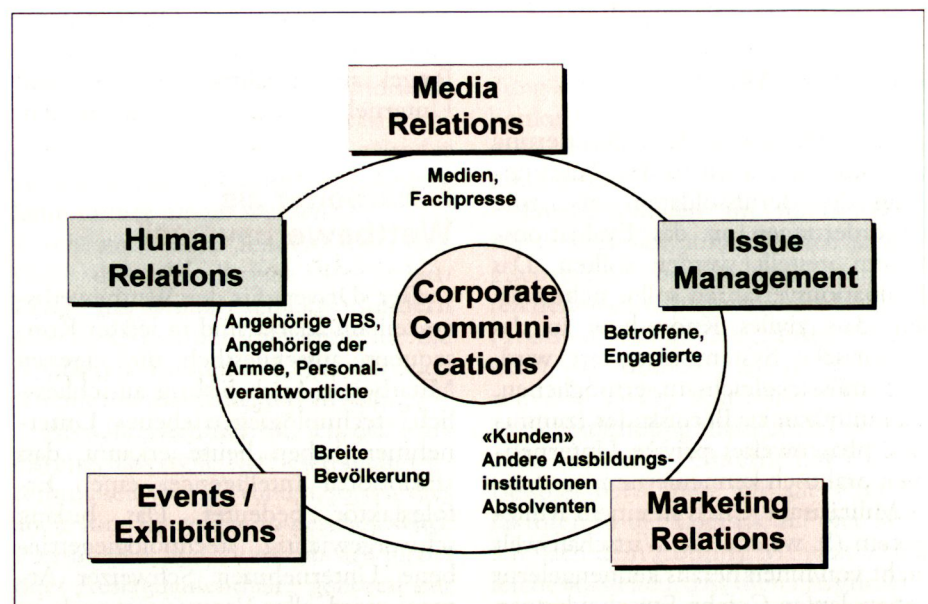 Media
Relations
Medien,
Fachpresse
Human
Relations
Issue
Management
Corporate
Communi-
cations
Angehörige VBS,
Angehörige der
Armee, Personal-
verantwortliche
Betroffene,
Engagierte
«Kunden»
Andere Ausbildungs-
institutionen
Absolventen
Breite
Bevölkerung
Events /
Exhibitions
Marketing
Relations